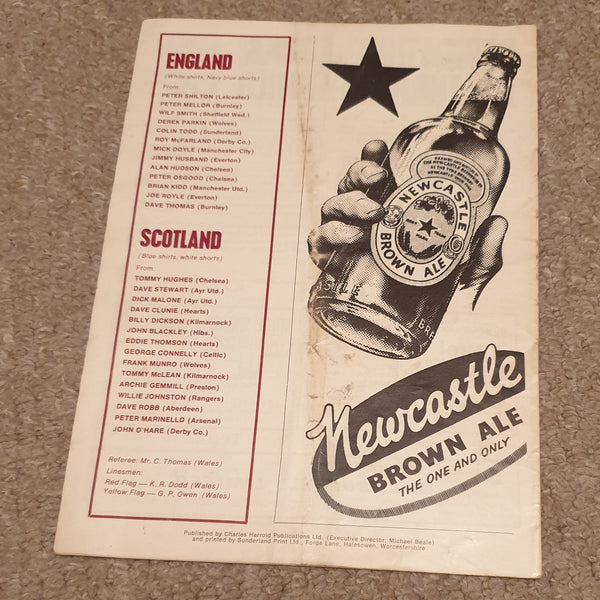 ENGLAND
(White shirts, Navy blue shorts)
From:
PETER SHILTON (Leicester)
PETER MELLOR (Burnley)
WILF SMITH (Sheffield Wed.)
DEREK PARKIN (Wolves)
COLIN TODD (Sunderland)
ROY McFARLAND (Derby Co.)
MICK DOYLE (Manchester City)
JIMMY HUSBAND (Everton)
ALAN HUDSON (Chelsea)
PETER OSGOOD (Chelsea)
BRIAN KIDD (Manchester Utd.)
JOE ROYLE (Everton)
DAVE THOMAS (Burnley)
SCOTLAND
(Blue shirts, white shorts)
From:
TOMMY HUGHES (Chelsea)
DAVE STEWART (Ayr Utd.)
DICK MALONE (Ayr Utd.)
DAVE CLUNIE (Hearts)
BILLY DICKSON (Kilmarnock)
JOHN BLACKLEY (Hibs.)
EDDIE THOMSON (Hearts)
GEORGE CONNELLY (Celtic)
FRANK MUNRO (Wolves)
TOMMY McLEAN (Kilmarnock)
ARCHIE GEMMILL (Preston)
WILLIE JOHNSTON (Rangers)
DAVE ROBB (Aberdeen)
PETER MARINELLO (Arsenal)
JOHN O'HARE (Derby Co.)
Referee: Mr. C. Thomas (Wales)
Linesmen:
Red Flag — K. R. Dodd (Wales)
Yellow Flag — G. P. Owen (Wales)
NEWCASTLE
BROWN ALE
Newcastle
BROWN ALE
THE ONE AND ONLY
Published by Charles Harrold Publications Ltd. (Executive Director: Michael Beale)
and printed by Sunderland Print Ltd., Forge Lane, Halesowen, Worcestershire